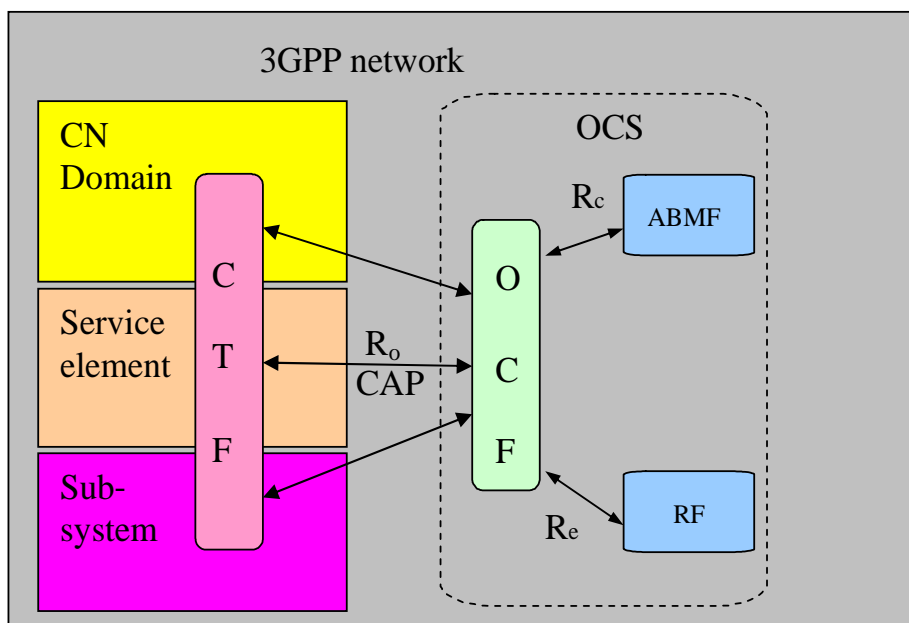 3GPP network
CN
Domain
Service
element
Sub-
system
C
T
F
Ro
CAP
OCS
O
C
F
Rc
ABMF
Re
RF